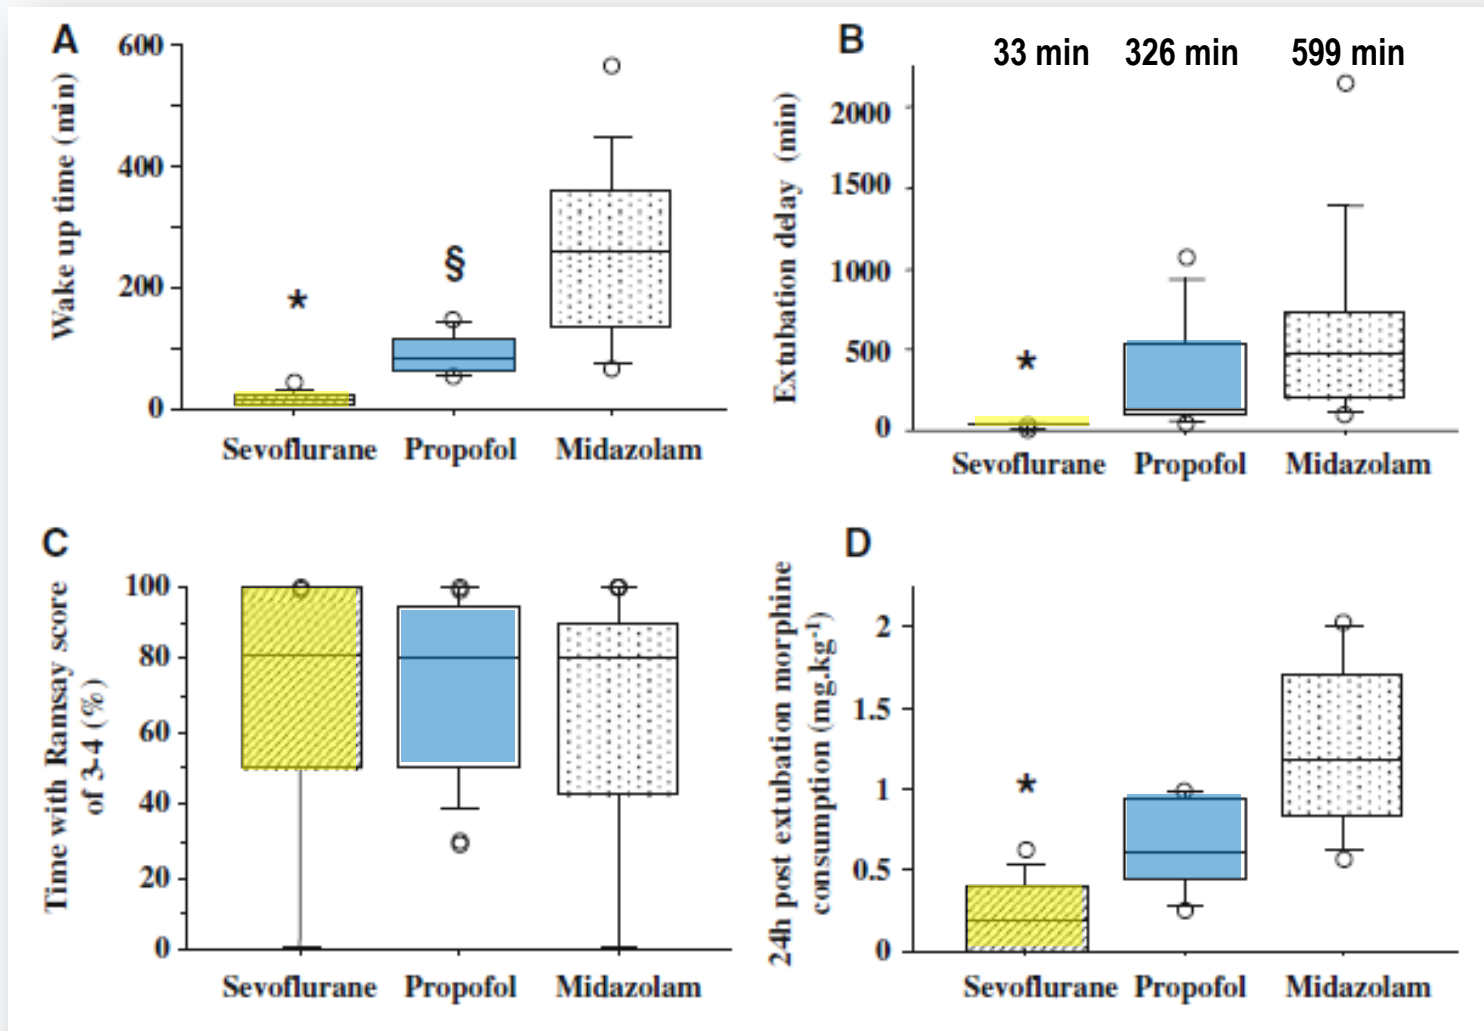 A
Wake up time (min)
600
400
200
0
*
§
Sevoflurane Propofol Midazolam
B
33 min 326 min 599 min
Extubation delay (min)
2000
1500
1000
500
0
*
Sevoflurane Propofol Midazolam
C
Time with Ramsay score
of 3-4 (%)
100
80
60
40
20
0
Sevoflurane Propofol Midazolam
D
24h post extubation morphine
consumption (mg.kg⁻¹)
2
1.5
1
0.5
0
*
Sevoflurane Propofol Midazolam